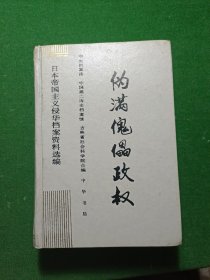 伪满傀儡政权
中央档案馆 中国第二历史档案馆 吉林省社会科学院合编 中华书局
日本帝国主义侵华档案资料选编